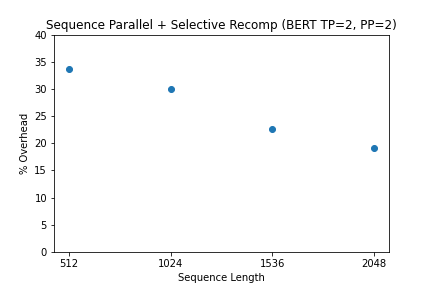 Sequence Parallel + Selective Recomp (BERT TP=2, PP=2)
40
35
30
25
20
15
10
5
0
% Overhead
512 1024 1536 2048
Sequence Length